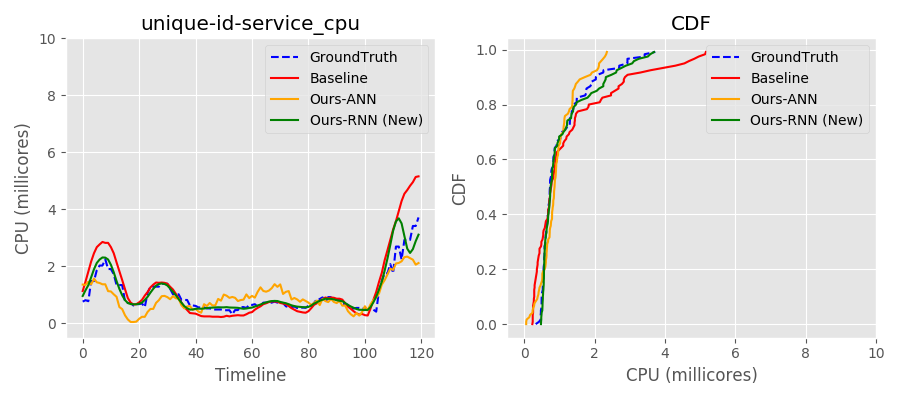 unique-id-service_cpu
10
8
6
4
2
0
CPU (millicores)
GroundTruth
Baseline
Ours-ANN
Ours-RNN (New)
0 20 40 60 80 100 120
Timeline
CDF
1.0
0.8
0.6
0.4
0.2
0.0
CDF
GroundTruth
Baseline
Ours-ANN
Ours-RNN (New)
0 2 4 6 8 10
CPU (millicores)